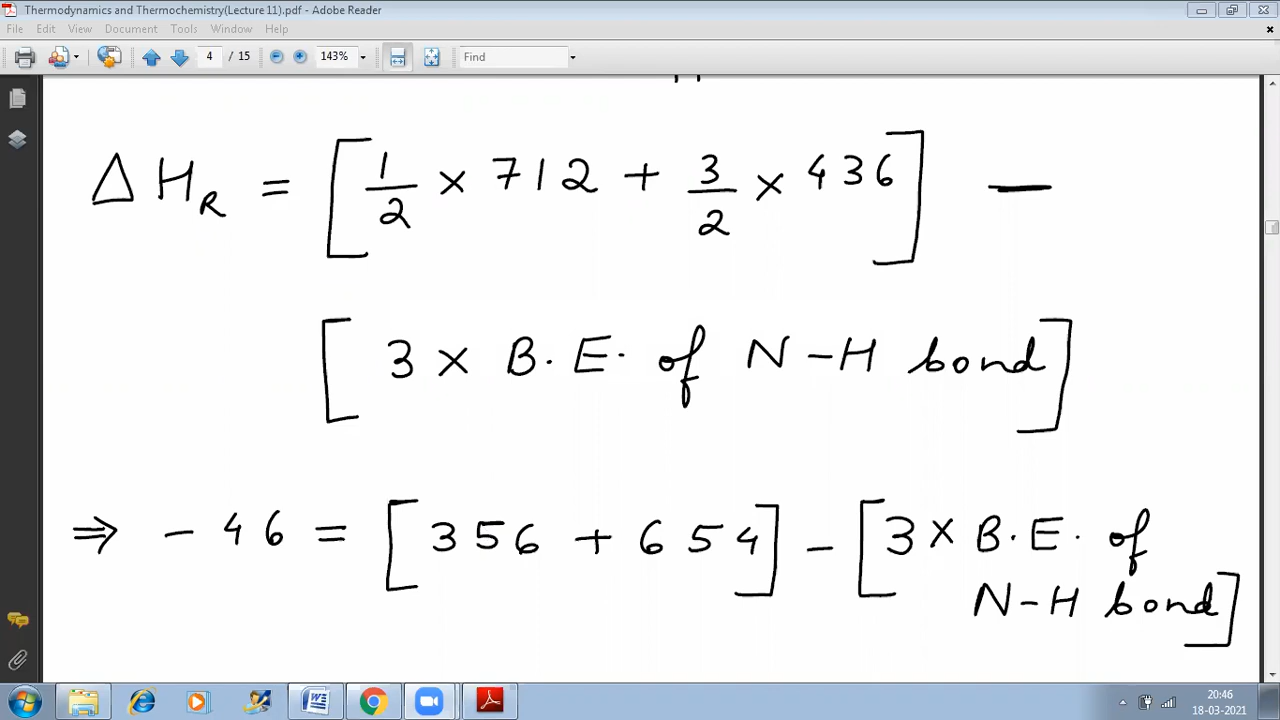 Thermodynamics and Thermochemistry(Lecture 11).pdf - Adobe Reader
File Edit View Document Tools Window Help
4 / 15 143% Find
ΔH_R = [1/2 × 712 + 3/2 × 436] —
[3 × B.E. of N-H bond]
⇒ -46 = [356 + 654] - [3 × B.E. of
N-H bond]
20:46
18-03-2021